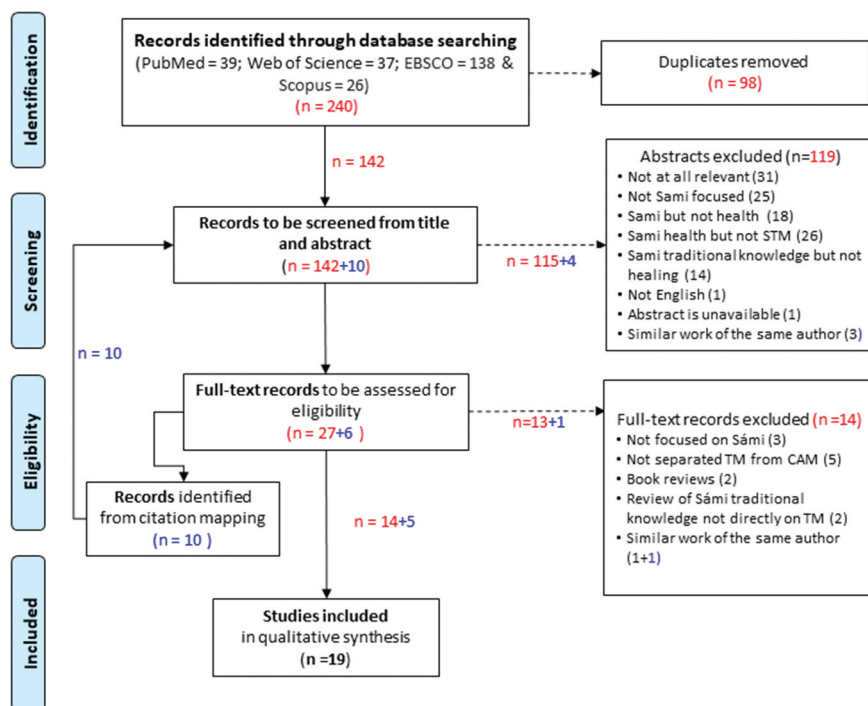 Identification
Records identified through database searching
(PubMed = 39; Web of Science = 37; EBSCO = 138 &
Scopus = 26)
(n = 240)
Duplicates removed
(n = 98)
n = 142
Screening
Records to be screened from title
and abstract
(n = 142+10)
n = 115+4
Abstracts excluded (n=119)
• Not at all relevant (31)
• Not Sami focused (25)
• Sami but not health (18)
• Sami health but not STM (26)
• Sami traditional knowledge but not
healing (14)
• Not English (1)
• Abstract is unavailable (1)
• Similar work of the same author (3)
n = 10
Eligibility
Full-text records to be assessed for
eligibility
(n = 27+6 )
n=13+1
Full-text records excluded (n=14)
• Not focused on Sámi (3)
• Not separated TM from CAM (5)
• Book reviews (2)
• Review of Sámi traditional
knowledge not directly on TM (2)
• Similar work of the same author
(1+1)
Records identified
from citation mapping
(n = 10 )
n = 14+5
Included
Studies included
in qualitative synthesis
(n =19)